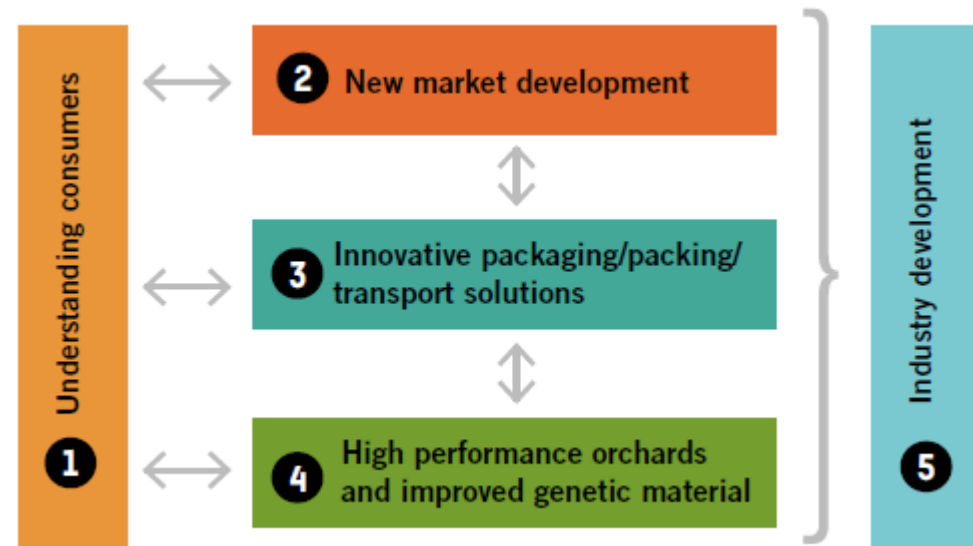 1 Understanding consumers
2 New market development
3 Innovative packaging/packing/
transport solutions
4 High performance orchards
and improved genetic material
5 Industry development